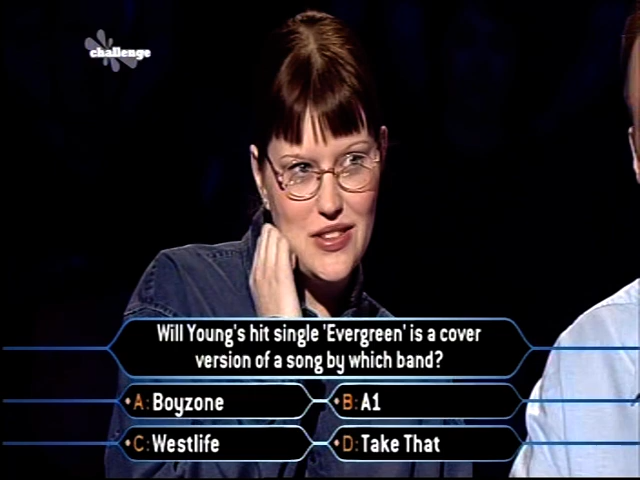 challenge
Will Young's hit single 'Evergreen' is a cover
version of a song by which band?
A: Boyzone
B: A1
C: Westlife
D: Take That